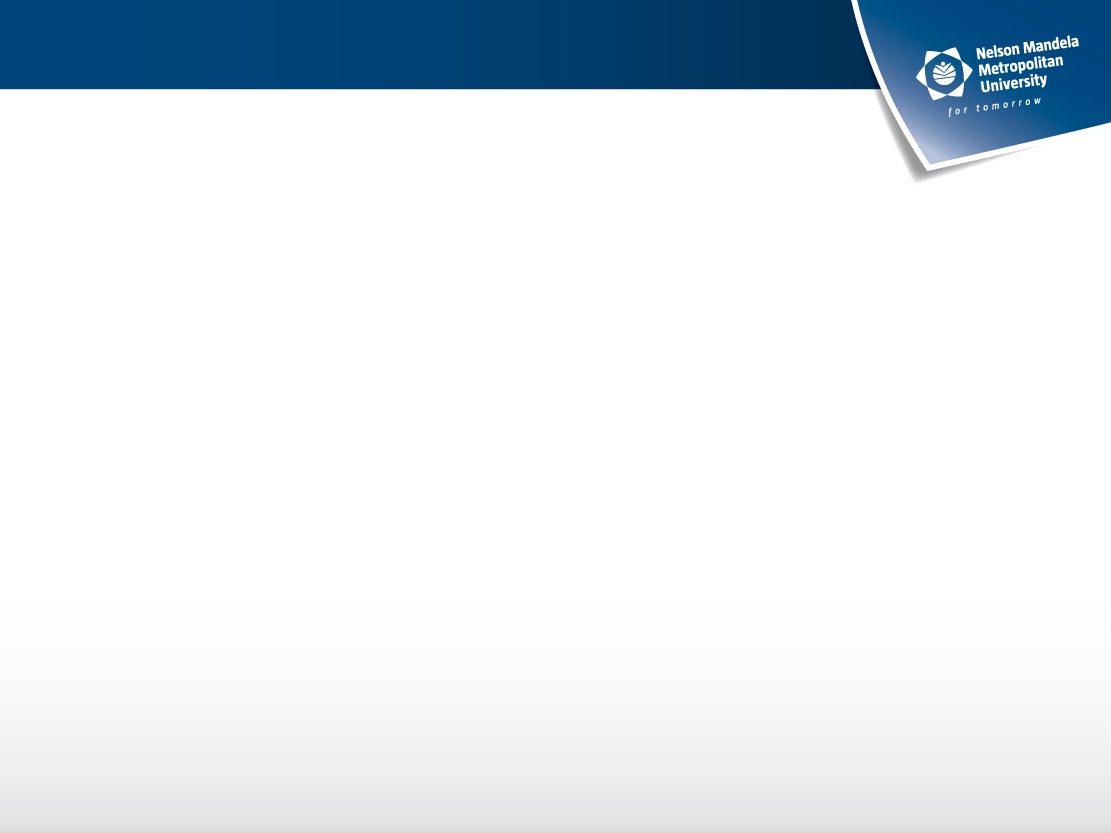 Nelson Mandela
Metropolitan
University
for tomorrow